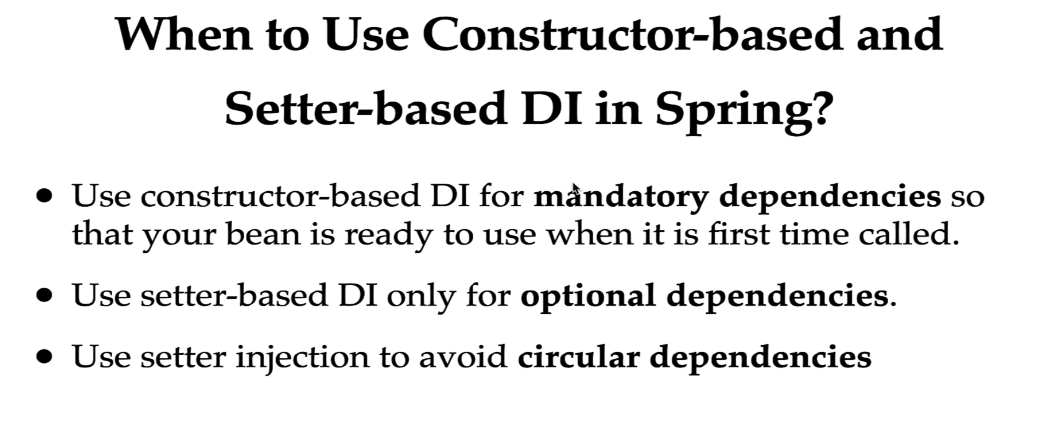 When to Use Constructor-based and
Setter-based DI in Spring?
• Use constructor-based DI for mandatory dependencies so
that your bean is ready to use when it is first time called.
• Use setter-based DI only for optional dependencies.
• Use setter injection to avoid circular dependencies